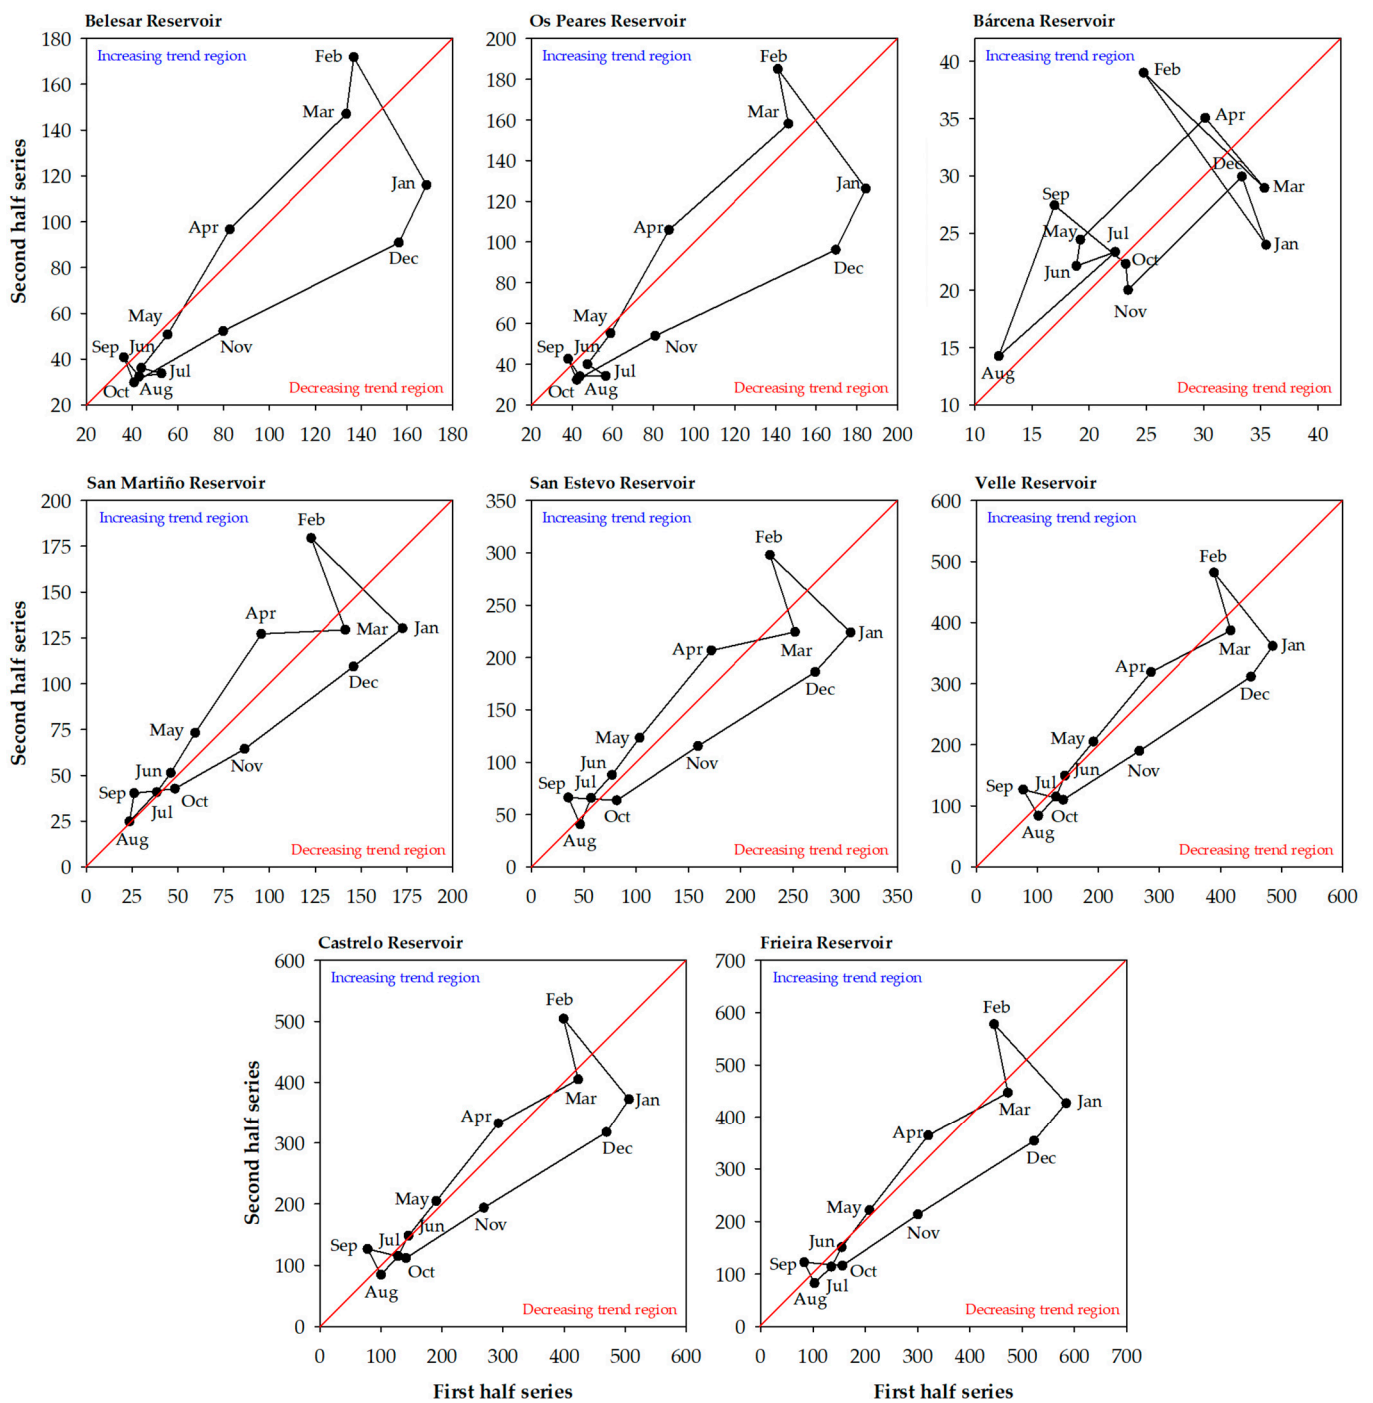 Belesar Reservoir
Os Peares Reservoir
Bárcena Reservoir
180
160
140
120
100
80
60
40
20
20 40 60 80 100 120 140 160 180
Second half series
Increasing trend region
Decreasing trend region
Feb
Mar
Jan
Apr
Dec
May
Nov
Sep
Jun
Jul
Oct
Aug
200
180
160
140
120
100
80
60
40
20
20 40 60 80 100 120 140 160 180 200
Increasing trend region
Decreasing trend region
Feb
Mar
Jan
Apr
Dec
May
Nov
Sep
Jun
Jul
Oct
Aug
40
35
30
25
20
15
10
10 15 20 25 30 35 40
Increasing trend region
Decreasing trend region
Feb
Apr
Dec
Mar
Sep
May
Jul
Jan
Jun
Oct
Nov
Aug
San Martiño Reservoir
San Estevo Reservoir
Velle Reservoir
200
175
150
125
100
75
50
25
0
0 25 50 75 100 125 150 175 200
Second half series
Increasing trend region
Decreasing trend region
Feb
Apr
Mar
Jan
Dec
May
Nov
Jun
Sep
Oct
Jul
Aug
350
300
250
200
150
100
50
0
0 50 100 150 200 250 300 350
Increasing trend region
Decreasing trend region
Feb
Jan
Apr
Mar
Dec
May
Nov
Jun
Sep
Jul
Oct
Aug
600
500
400
300
200
100
0
0 100 200 300 400 500 600
Increasing trend region
Decreasing trend region
Feb
Mar
Jan
Apr
Dec
May
Nov
Jun
Sep
Jul
Oct
Aug
Castrelo Reservoir
Frieira Reservoir
600
500
400
300
200
100
0
0 100 200 300 400 500 600
Second half series
First half series
Increasing trend region
Decreasing trend region
Feb
Mar
Jan
Apr
Dec
May
Nov
Jun
Sep
Jul
Oct
Aug
700
600
500
400
300
200
100
0
0 100 200 300 400 500 600 700
First half series
Increasing trend region
Decreasing trend region
Feb
Jan
Mar
Apr
Dec
May
Nov
Jun
Sep
Oct
Jul
Aug